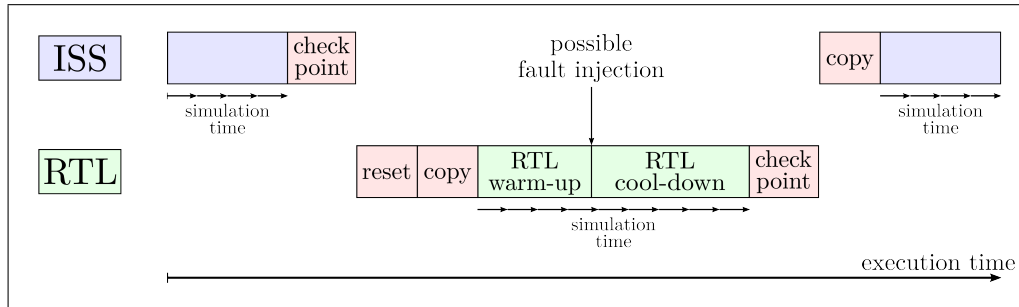 ISS
check
point
simulation
time
possible
fault injection
copy
simulation
time
RTL
reset
copy
RTL
warm-up
RTL
cool-down
check
point
simulation
time
execution time